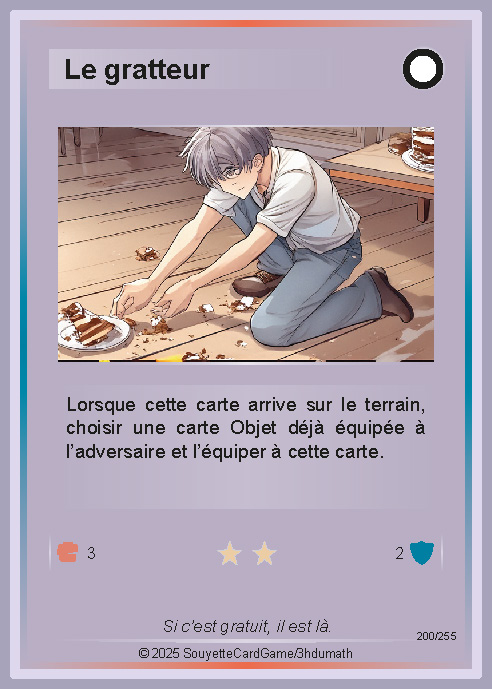 Le gratteur
Lorsque cette carte arrive sur le terrain,
choisir une carte Objet déjà équipée à
l’adversaire et l’équiper à cette carte.
3
2
Si c'est gratuit, il est là.
200/255
© 2025 SouyetteCardGame/3hdumath